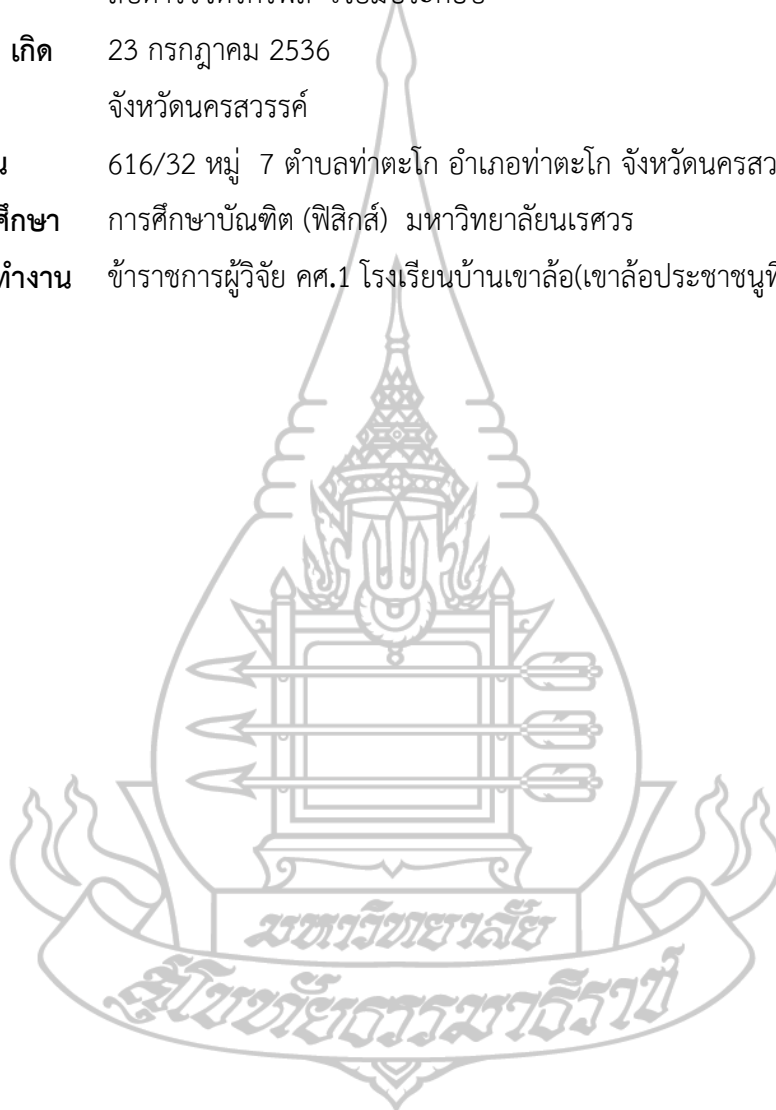 เกิด 23 กรกฎาคม 2536
จังหวัดนครสวรรค์
616/32 หมู่ 7 ตำบลท่าตะโก อำเภอท่าตะโก จังหวัดนครสว
ศึกษา การศึกษาบัณฑิต (ฟิสิกส์) มหาวิทยาลัยนเรศวร
ทำงาน ข้าราชการผู้วิจัย คศ.1 โรงเรียนบ้านเขาล้อ(เขาล้อประชาชนูทิ
มหาวิทยาลัย
สุโขทัยธรรมาธิราช